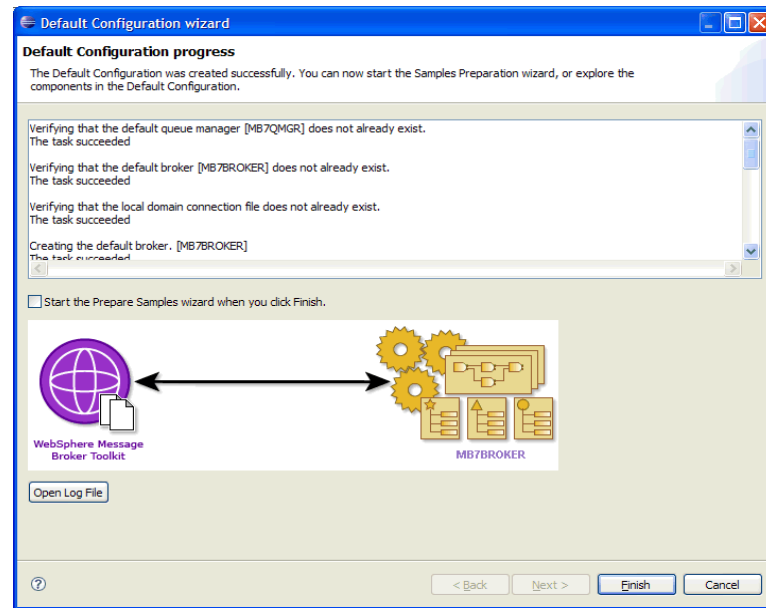 Default Configuration wizard
Default Configuration progress
The Default Configuration was created successfully. You can now start the Samples Preparation wizard, or explore the
components in the Default Configuration.
Verifying that the default queue manager [MB7QMGR] does not already exist.
The task succeeded
Verifying that the default broker [MB7BROKER] does not already exist.
The task succeeded
Verifying that the local domain connection file does not already exist.
The task succeeded
Creating the default broker. [MB7BROKER]
The task succeeded
Start the Prepare Samples wizard when you click Finish.
WebSphere Message
Broker Toolkit
MB7BROKER
Open Log File
? < Back Next > Finish Cancel